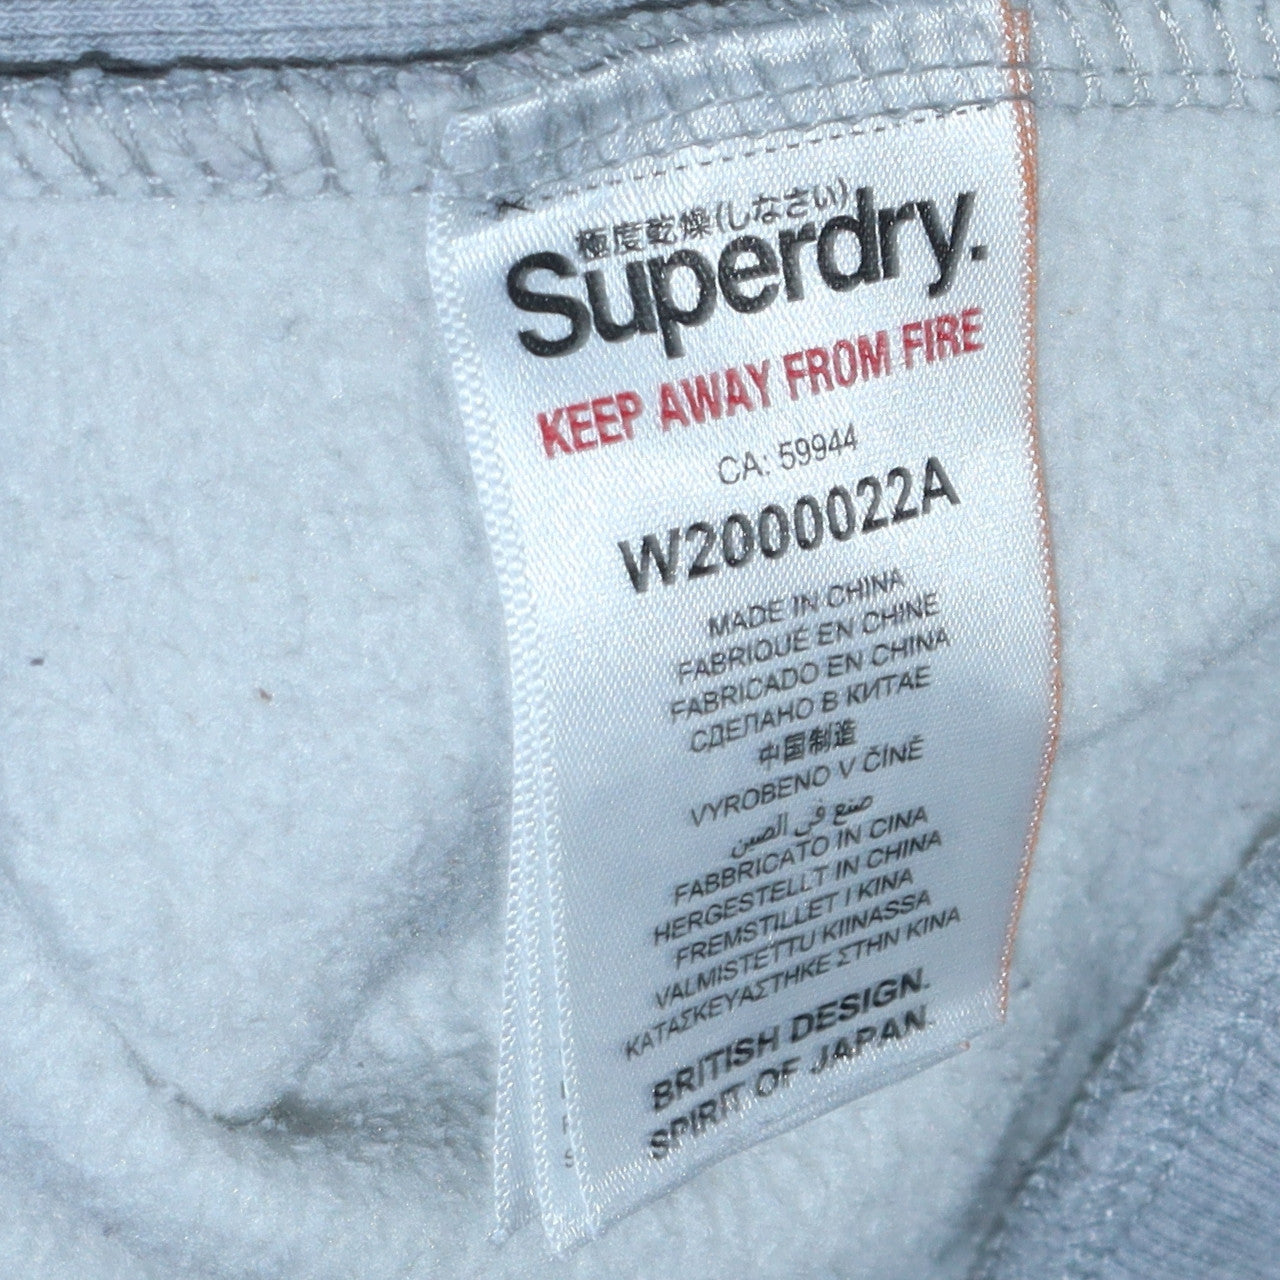 極度乾燥(しなさい)
Superdry.
KEEP AWAY FROM FIRE
CA: 59944
W2000022A
MADE IN CHINA
FABRIQUÉ EN CHINE
FABRICADO EN CHINA
СДЕЛАНО В КИТАЕ
中国制造
VYROBENO V ČÍNĚ
صنع في الصين
FABBRICATO IN CINA
HERGESTELLT IN CHINA
FREMSTILLET I KINA
VALMISTETTU KIINASSA
ΚΑΤΑΣΚΕΥΑΣΤΗΚΕ ΣΤΗΝ ΚΙΝΑ
BRITISH DESIGN.
SPIRIT OF JAPAN.